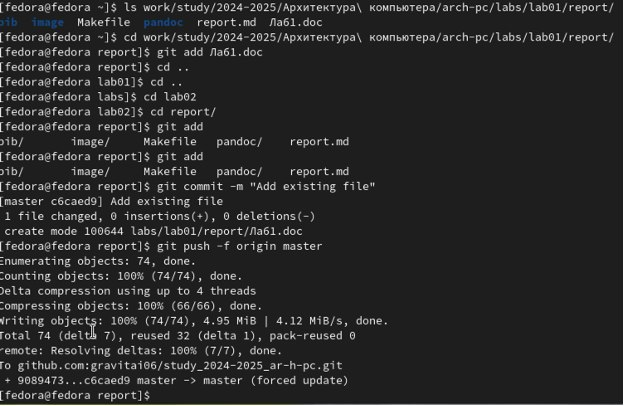 [fedora@fedora ~]$ ls work/study/2024-2025/Архитектура\ компьютера/arch-pc/labs/lab01/report/
bib image Makefile pandoc report.md Ла61.doc
[fedora@fedora ~]$ cd work/study/2024-2025/Архитектура\ компьютера/arch-pc/labs/lab01/report/
[fedora@fedora report]$ git add Ла61.doc
[fedora@fedora report]$ cd ..
[fedora@fedora lab01]$ cd ..
[fedora@fedora labs]$ cd lab02
[fedora@fedora lab02]$ cd report/
[fedora@fedora report]$ git add
bib/ image/ Makefile pandoc/ report.md
[fedora@fedora report]$ git add
bib/ image/ Makefile pandoc/ report.md
[fedora@fedora report]$ git commit -m "Add existing file"
[master c6caed9] Add existing file
1 file changed, 0 insertions(+), 0 deletions(-)
create mode 100644 labs/lab01/report/Ла61.doc
[fedora@fedora report]$ git push -f origin master
Enumerating objects: 74, done.
Counting objects: 100% (74/74), done.
Delta compression using up to 4 threads
Compressing objects: 100% (66/66), done.
Writing objects: 100% (74/74), 4.95 MiB | 4.12 MiB/s, done.
Total 74 (delta 7), reused 32 (delta 1), pack-reused 0
remote: Resolving deltas: 100% (7/7), done.
To github.com:gravitai06/study_2024-2025_ar-h-pc.git
+ 9089473...c6caed9 master -> master (forced update)
[fedora@fedora report]$